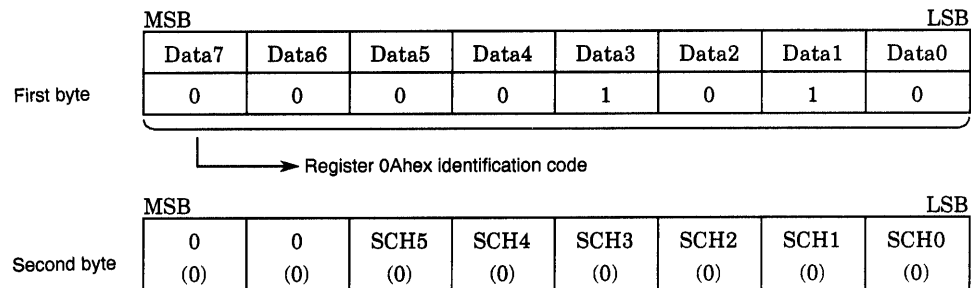 MSB LSB
Data7 Data6 Data5 Data4 Data3 Data2 Data1 Data0
First byte 0 0 0 0 1 0 1 0
Register 0Ahex identification code
MSB LSB
0 0 SCH5 SCH4 SCH3 SCH2 SCH1 SCH0
Second byte
(0) (0) (0) (0) (0) (0) (0) (0)